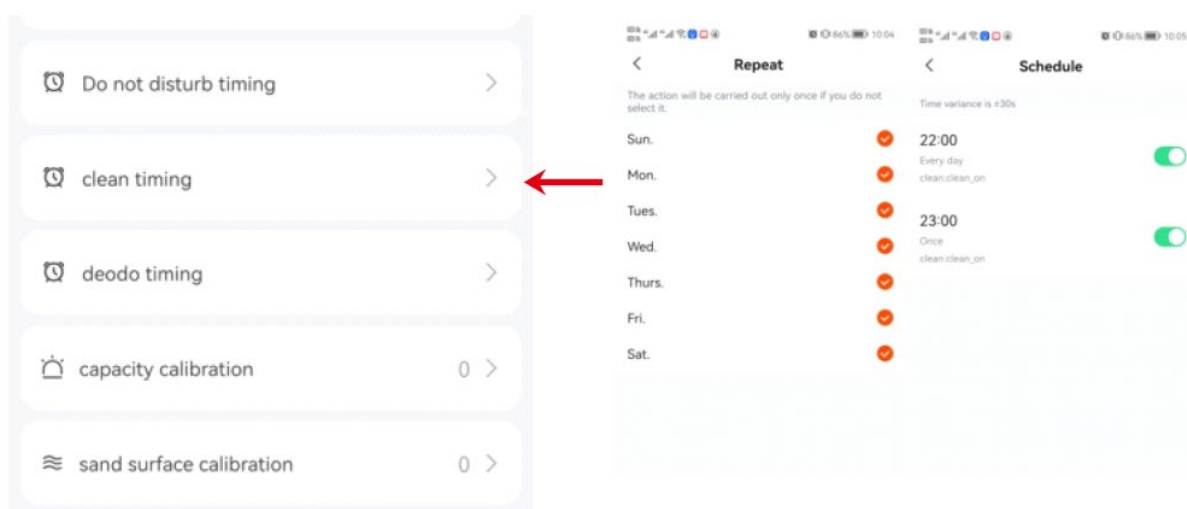 Do not disturb timing
clean timing
deodo timing
capacity calibration 0
sand surface calibration 0
86% 10:04
Repeat
The action will be carried out only once if you do not
select it.
Sun.
Mon.
Tues.
Wed.
Thurs.
Fri.
Sat.
86% 10:05
Schedule
Time variance is ±30s
22:00
Every day
clean:clean_on
23:00
Once
clean:clean_on